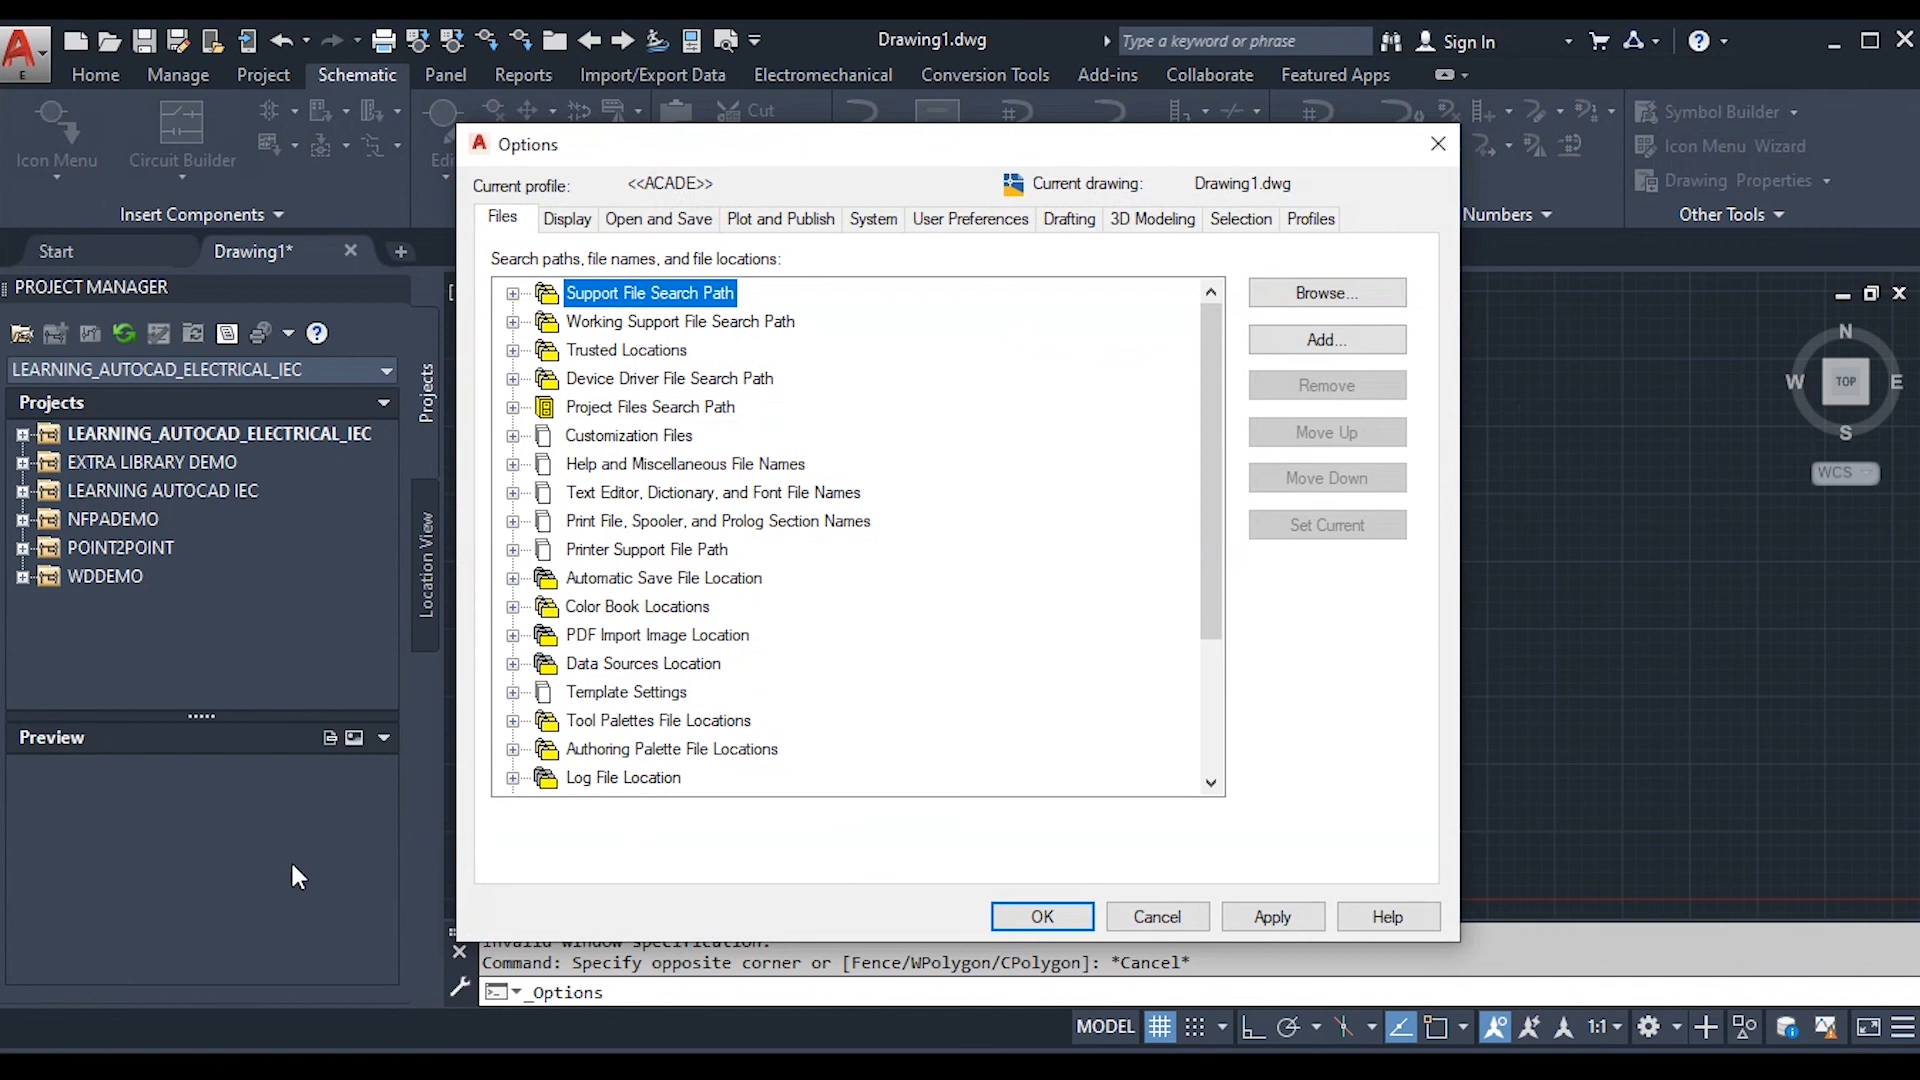 Drawing1.dwg
Type a keyword or phrase
Sign In
E
Home Manage Project Schematic Panel Reports Import/Export Data Electromechanical Conversion Tools Add-ins Collaborate Featured Apps
Icon Menu
Circuit Builder
Cut
Symbol Builder
Icon Menu Wizard
Drawing Properties
Insert Components
Numbers
Other Tools
Start
Drawing1*
PROJECT MANAGER
LEARNING_AUTOCAD_ELECTRICAL_IEC
Projects
LEARNING_AUTOCAD_ELECTRICAL_IEC
EXTRA LIBRARY DEMO
LEARNING AUTOCAD IEC
NFPADEMO
POINT2POINT
WDDEMO
Preview
Projects
Location View
Options
Current profile: <<ACADE>> Current drawing: Drawing1.dwg
Files Display Open and Save Plot and Publish System User Preferences Drafting 3D Modeling Selection Profiles
Search paths, file names, and file locations:
Support File Search Path
Working Support File Search Path
Trusted Locations
Device Driver File Search Path
Project Files Search Path
Customization Files
Help and Miscellaneous File Names
Text Editor, Dictionary, and Font File Names
Print File, Spooler, and Prolog Section Names
Printer Support File Path
Automatic Save File Location
Color Book Locations
PDF Import Image Location
Data Sources Location
Template Settings
Tool Palettes File Locations
Authoring Palette File Locations
Log File Location
Browse...
Add...
Remove
Move Up
Move Down
Set Current
OK Cancel Apply Help
N
W TOP E
S
WCS
Invalid window specification.
Command: Specify opposite corner or [Fence/WPolygon/CPolygon]: *Cancel*
_Options
MODEL
1:1